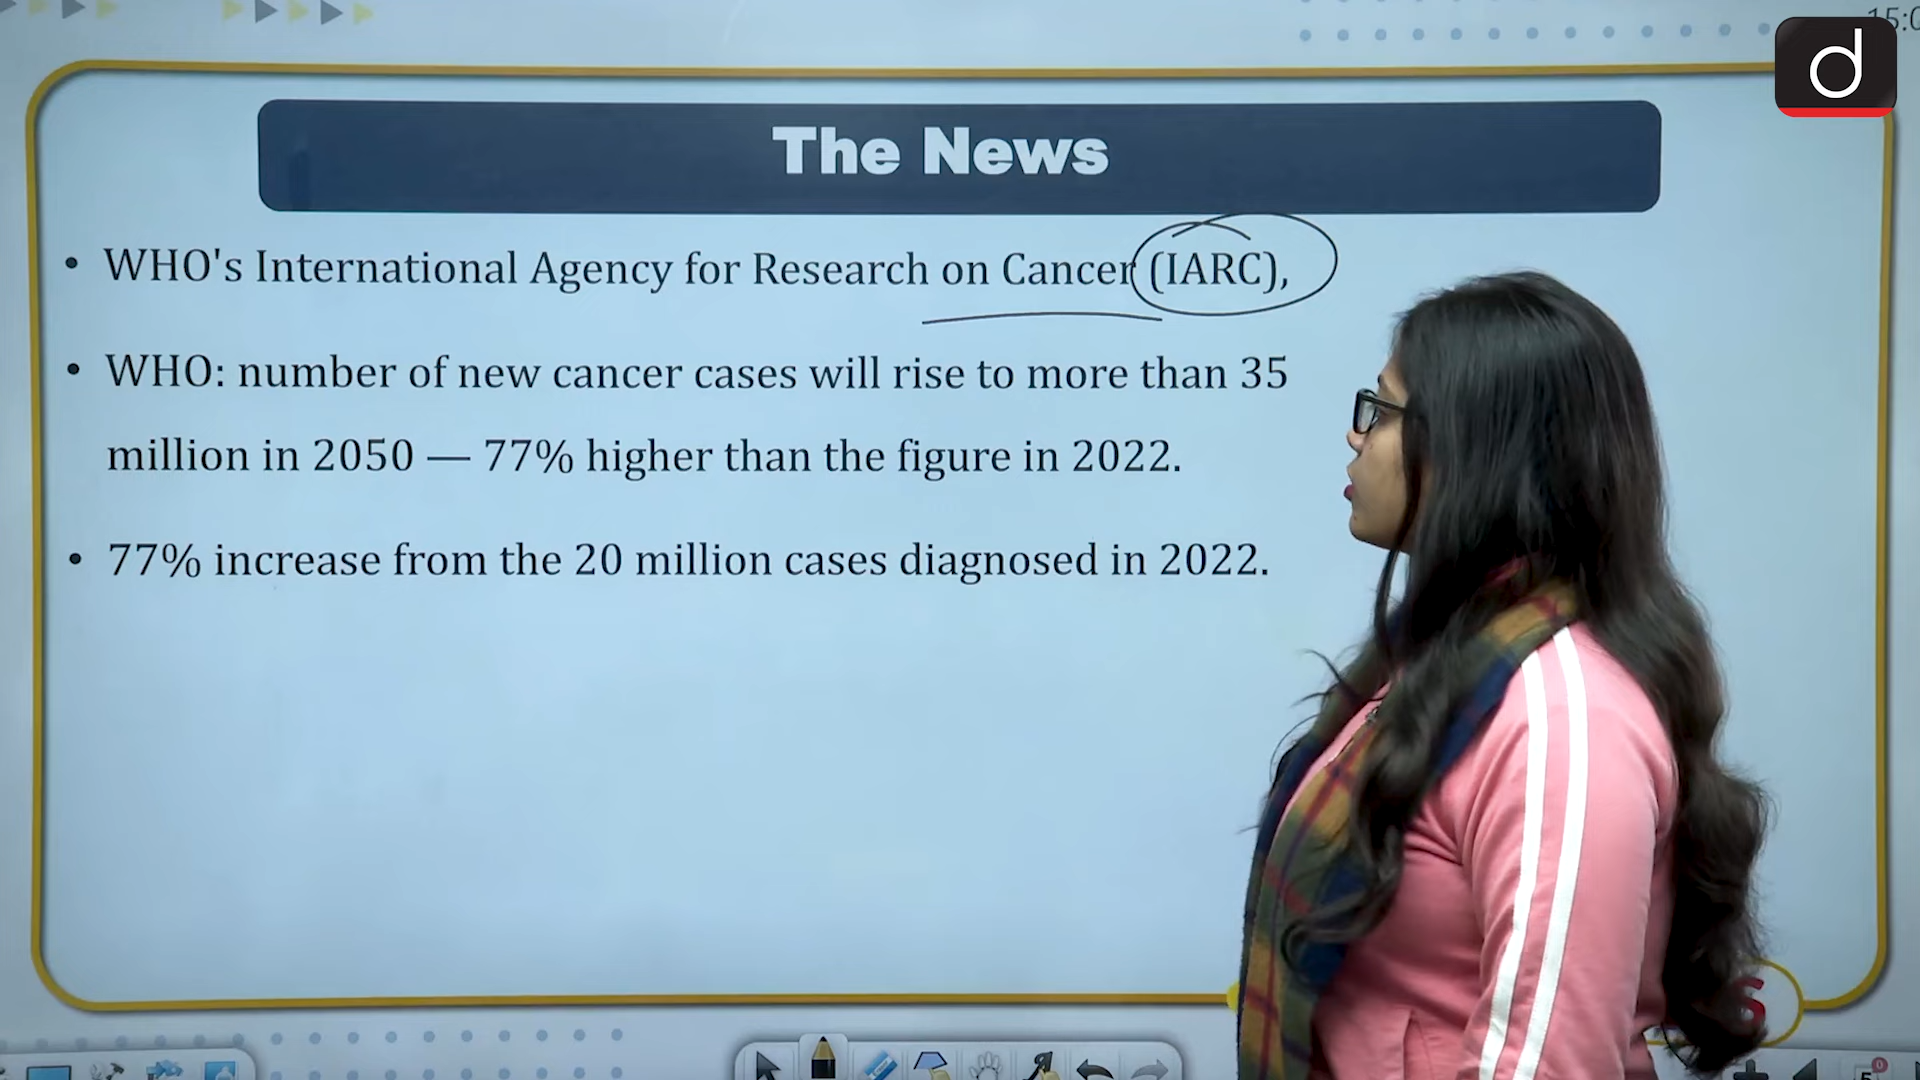 15:0
d
The News
• WHO's International Agency for Research on Cancer (IARC),
• WHO: number of new cancer cases will rise to more than 35
million in 2050 — 77% higher than the figure in 2022.
• 77% increase from the 20 million cases diagnosed in 2022.